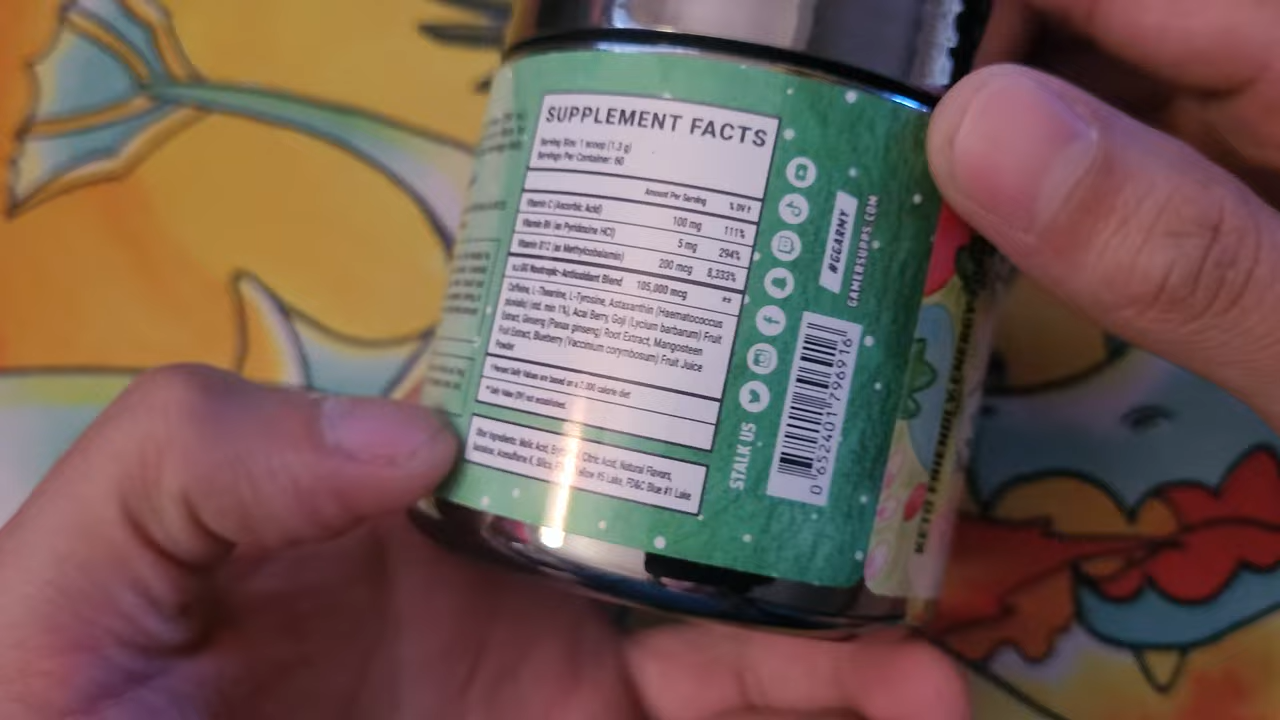 SUPPLEMENT FACTS
Serving Size: 1 scoop (1.3 g)
Servings Per Container: 60
Amount Per Serving % DV †
Vitamin C (Ascorbic Acid) 100 mg 111%
Vitamin B6 (as Pyridoxine HCl) 5 mg 294%
Vitamin B12 (as Methylcobalamin) 200 mcg 8,333%
GG Nootropic-Antioxidant Blend 105,000 mcg **
Caffeine, L-Theanine, L-Tyrosine, Astaxanthin (Haematococcus
pluvialis) (std. min 1%), Acai Berry, Goji (Lycium barbarum) Fruit
Extract, Ginseng (Panax ginseng) Root Extract, Mangosteen
Fruit Extract, Blueberry (Vaccinium corymbosum) Fruit Juice
Powder
† Percent Daily Values are based on a 2,000 calorie diet
** Daily Value (DV) not established.
Other Ingredients: Malic Acid, Citric Acid, Natural Flavors,
Sucralose, Acesulfame K, Silica, #5 Lake, FD&C Blue #1 Lake
STALK US
#GGARMY
GAMERSUPPS.COM
0 652401 796916
KETO FRIENDLY ENERGY